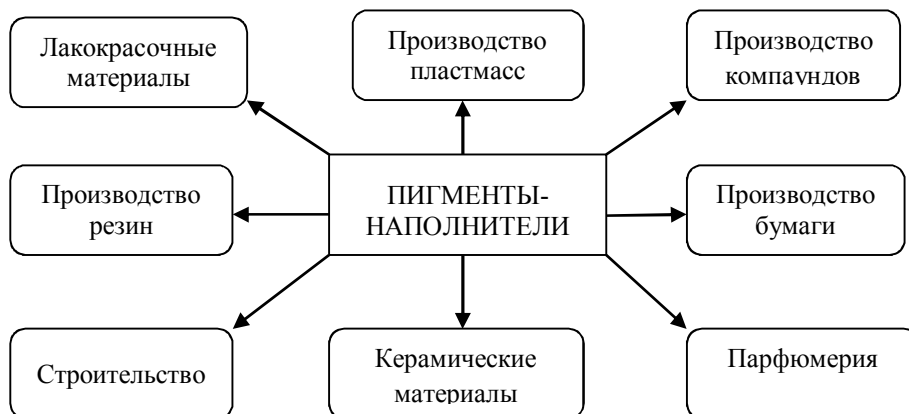 Лакокрасочные
материалы
Производство
пластмасс
Производство
компаундов
Производство
резин
ПИГМЕНТЫ-
НАПОЛНИТЕЛИ
Производство
бумаги
Строительство
Керамические
материалы
Парфюмерия